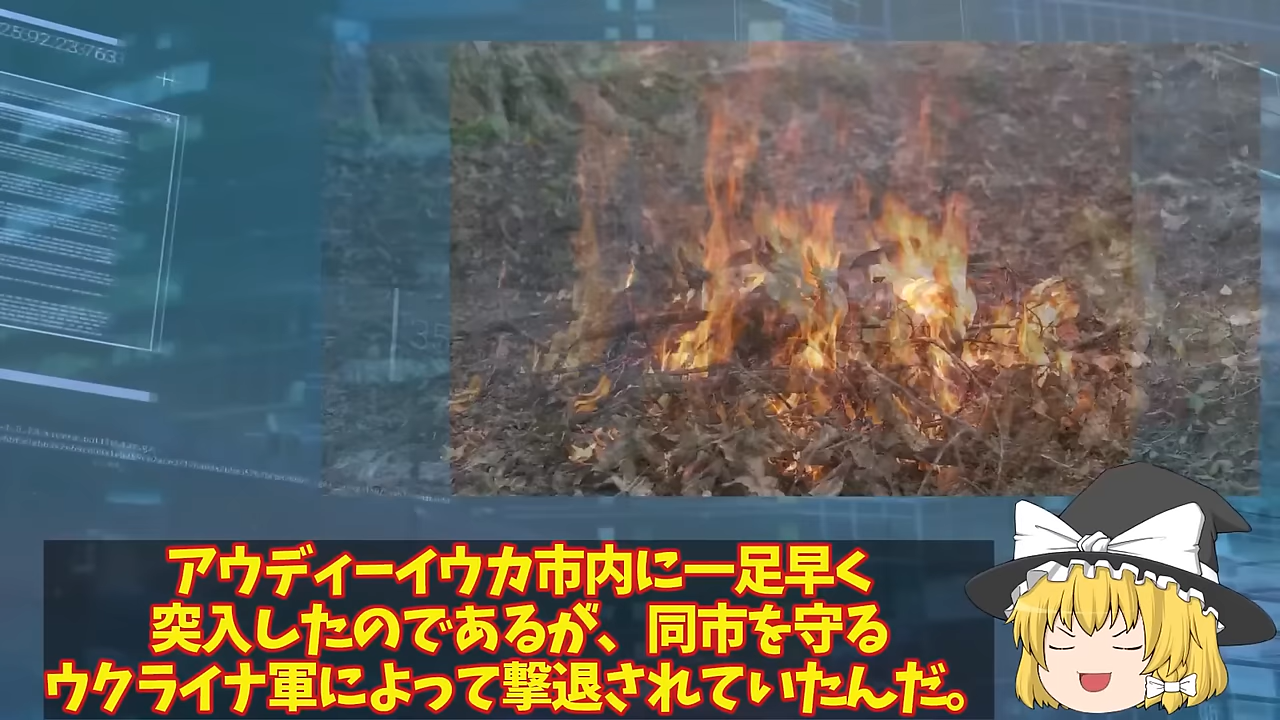 アウディーイウカ市内に一足早く
突入したのであるが、同市を守る
ウクライナ軍によって撃退されていたんだ。